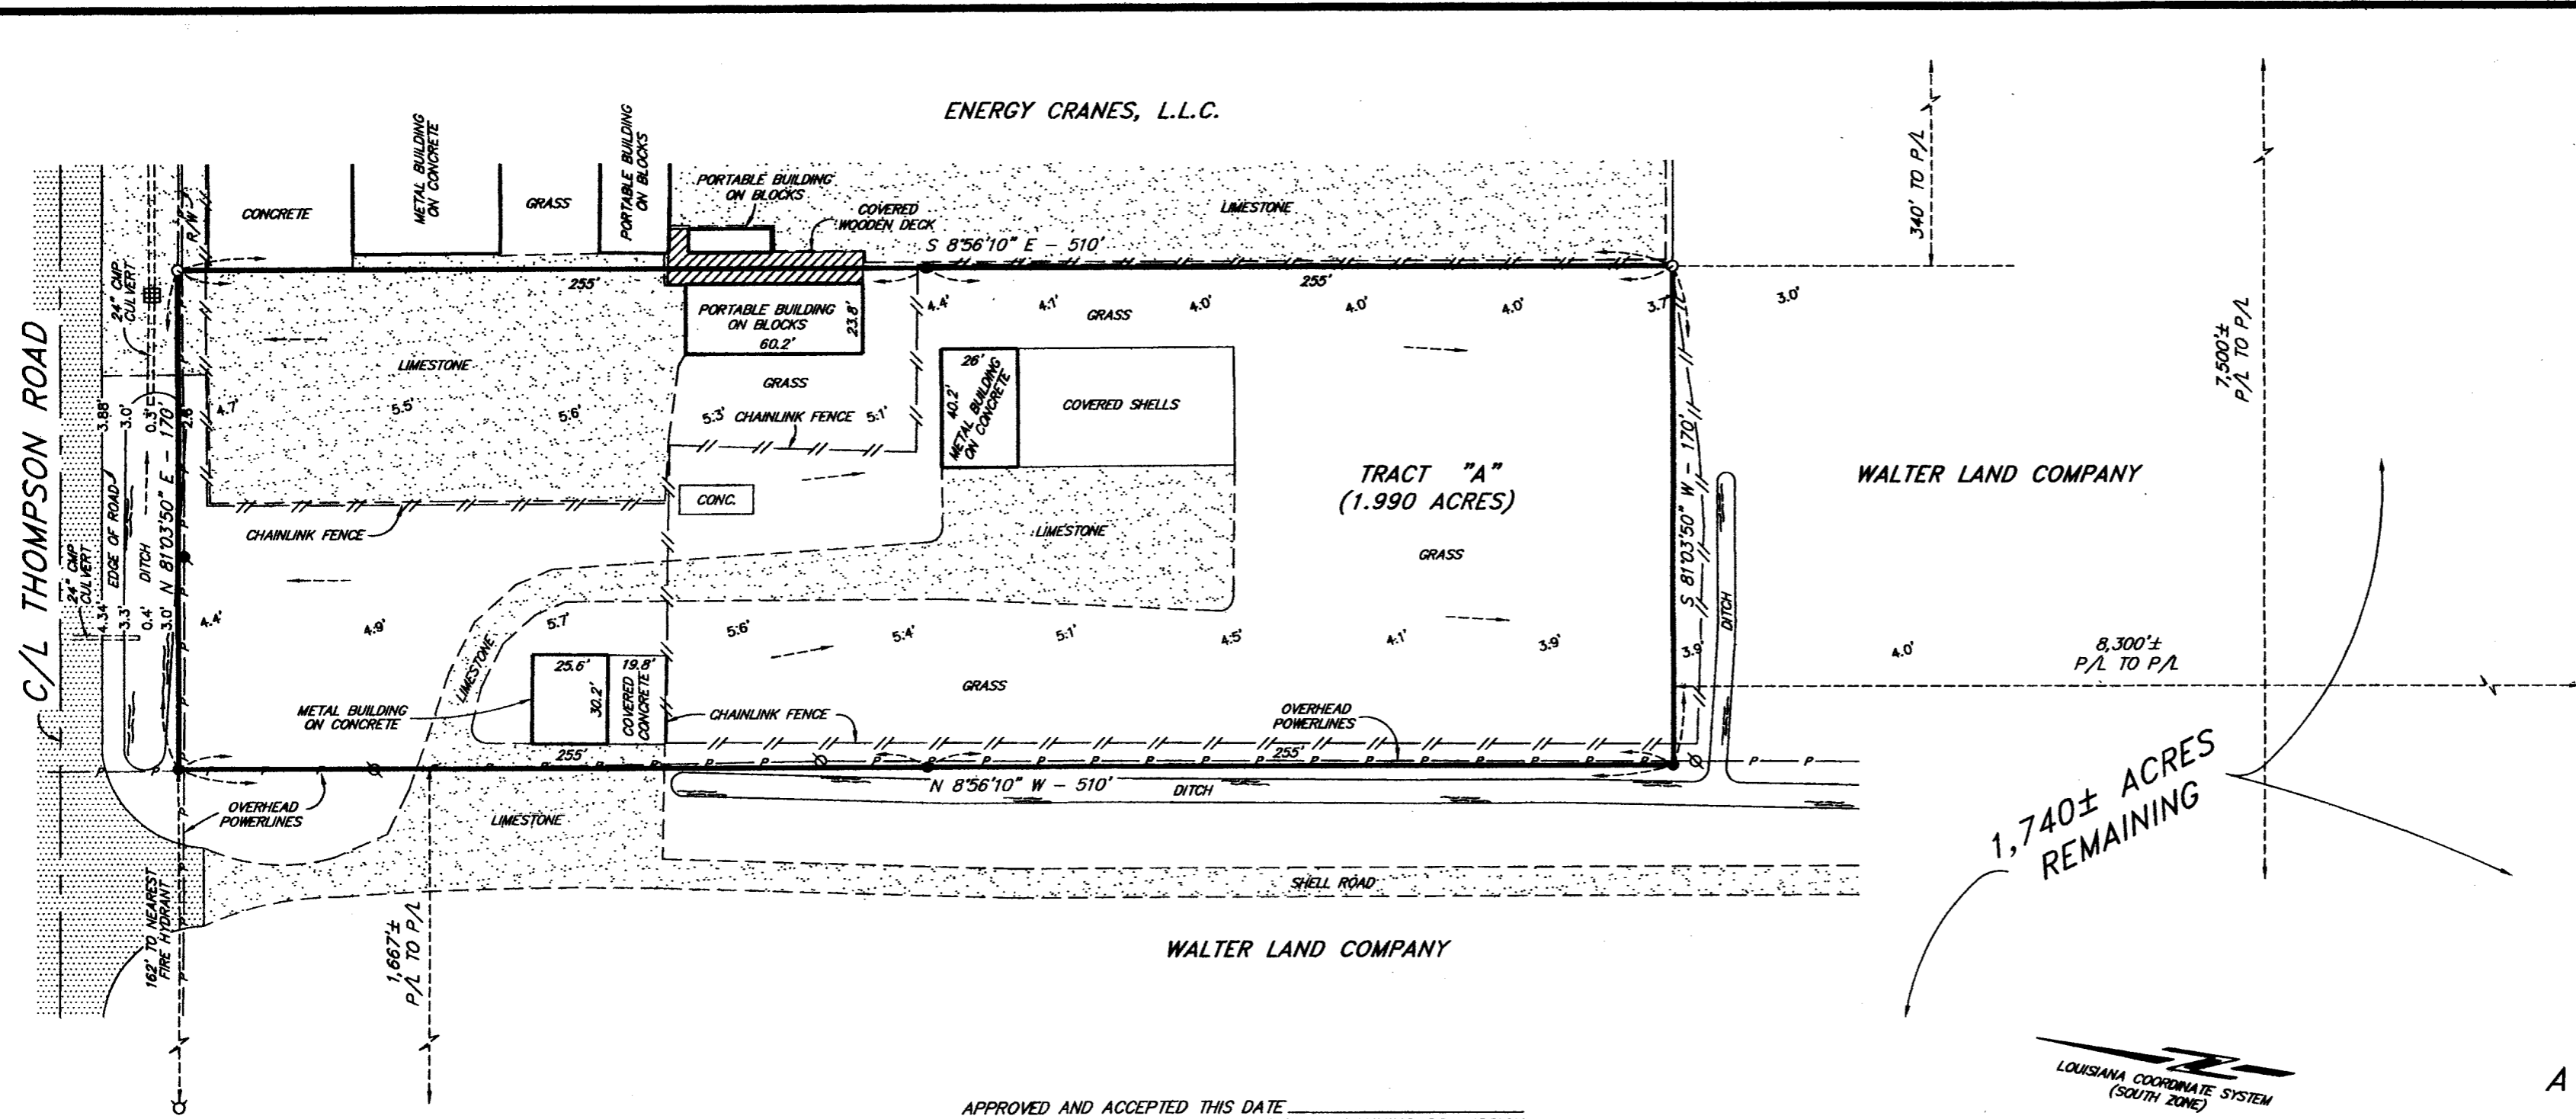 ENERGY CRANES, L.L.C.
340' TO P/L
7,500'±
P/L TO P/L
CONCRETE
METAL BUILDING
ON CONCRETE
GRASS
PORTABLE BUILDING
ON BLOCKS
PORTABLE BUILDING
ON BLOCKS
COVERED
WOODEN DECK
LIMESTONE
R/W
S 8°56'10" E - 510'
255'
255'
24" CMP
CULVERT
PORTABLE BUILDING
ON BLOCKS
60.2'
23.8'
4.4'
4.1'
GRASS
4.0'
4.0'
4.0'
3.7'
3.0'
C/L THOMPSON ROAD
LIMESTONE
GRASS
26'
40.2'
METAL BUILDING
ON CONCRETE
COVERED SHELLS
3.88'
3.0'
0.3'
2.6'
4.7'
5.5'
5.6'
5.3'
CHAINLINK FENCE
5.1'
N 81°03'50" E - 170'
EDGE OF ROAD
DITCH
CONC.
CHAINLINK FENCE
TRACT "A"
(1.990 ACRES)
WALTER LAND COMPANY
S 81°03'50" W - 170'
LIMESTONE
GRASS
24" CMP
CULVERT
4.34'
3.3'
0.4'
3.0'
4.4'
4.9'
5.7'
5.6'
5.4'
5.1'
4.5'
4.1'
3.9'
3.9'
4.0'
DITCH
8,300'±
P/L TO P/L
LIMESTONE
25.6'
30.2'
19.8'
COVERED
CONCRETE
METAL BUILDING
ON CONCRETE
GRASS
CHAINLINK FENCE
OVERHEAD
POWERLINES
255'
255'
N 8°56'10" W - 510'
DITCH
OVERHEAD
POWERLINES
LIMESTONE
1,740± ACRES
REMAINING
SHELL ROAD
162' TO NEAREST
FIRE HYDRANT
1,667'±
P/L TO P/L
WALTER LAND COMPANY
LOUISIANA COORDINATE SYSTEM
(SOUTH ZONE)
A
APPROVED AND ACCEPTED THIS DATE